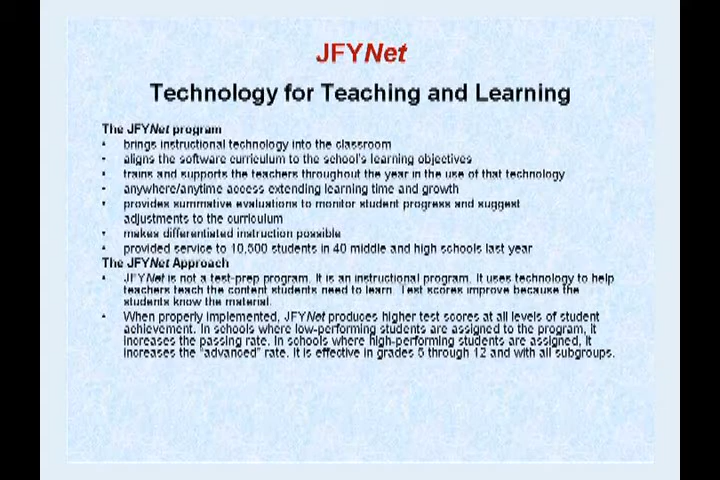 JFYNet
Technology for Teaching and Learning
The JFYNet program
• brings instructional technology into the classroom
• aligns the software curriculum to the school's learning objectives
• trains and supports the teachers throughout the year in the use of that technology
• anywhere/anytime access extending learning time and growth
• provides summative evaluations to monitor student progress and suggest
adjustments to the curriculum
• makes differentiated instruction possible
• provided service to 10,500 students in 40 middle and high schools last year
The JFYNet Approach
• JFYNet is not a test-prep program. It is an instructional program. It uses technology to help
teachers teach the content students need to learn. Test scores improve because the
students know the material.
• When properly implemented, JFYNet produces higher test scores at all levels of student
achievement. In schools where low-performing students are assigned to the program, it
increases the passing rate. In schools where high-performing students are assigned, it
increases the "advanced" rate. It is effective in grades 5 through 12 and with all subgroups.